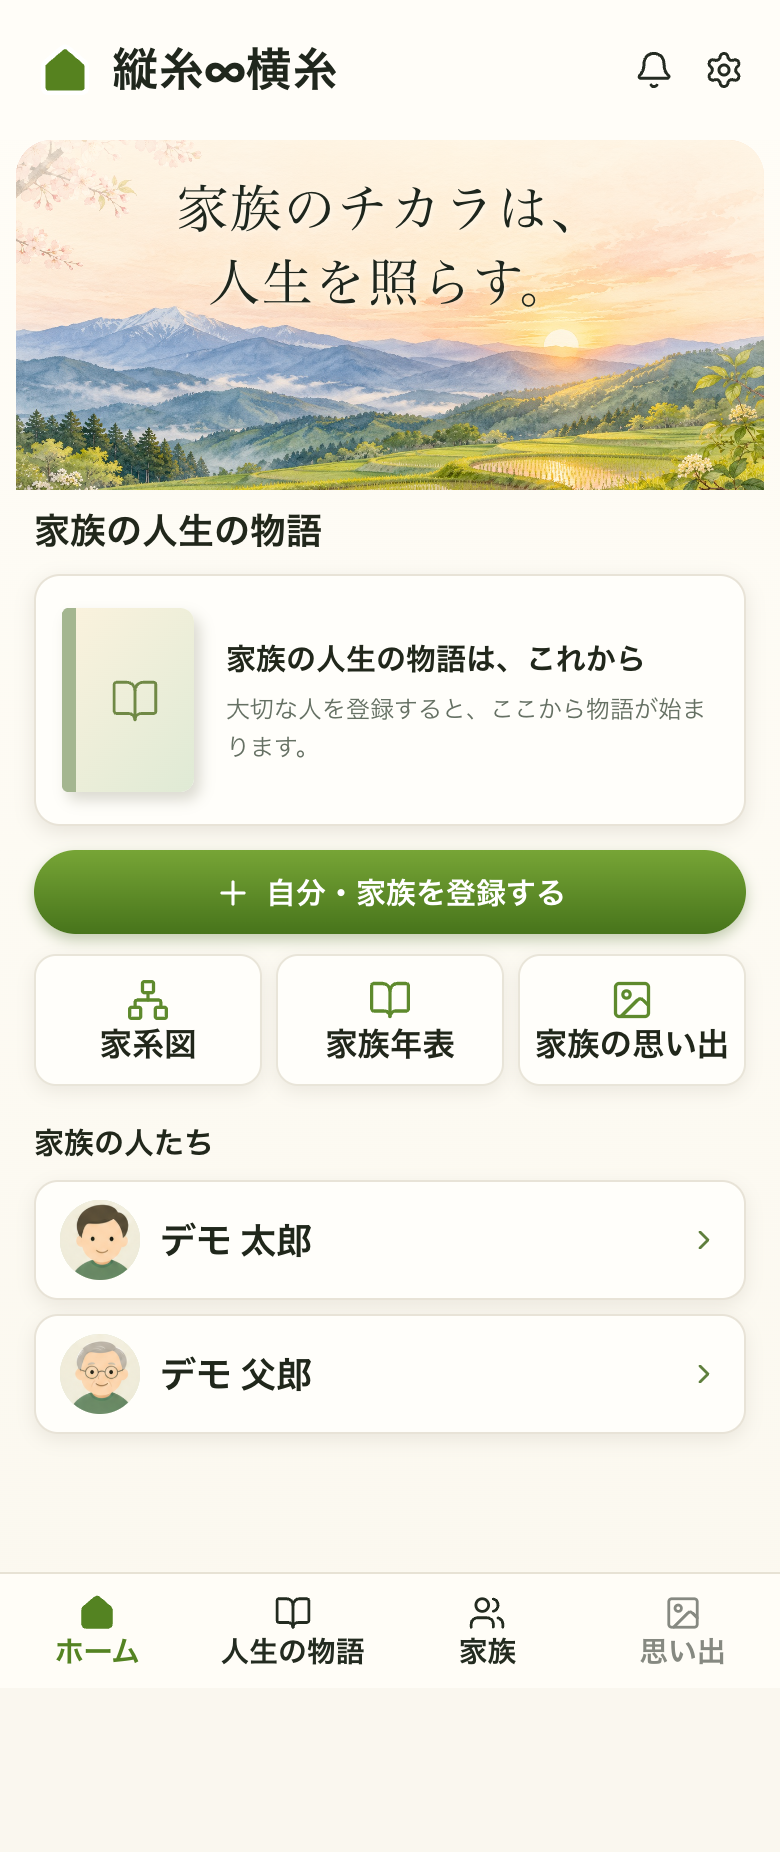 縦糸∞横糸
家族のチカラは、
人生を照らす。
家族の人生の物語
家族の人生の物語は、これから
大切な人を登録すると、ここから物語が始ま
ります。
＋ 自分・家族を登録する
家系図
家族年表
家族の思い出
家族の人たち
デモ 太郎
デモ 父郎
ホーム
人生の物語
家族
思い出